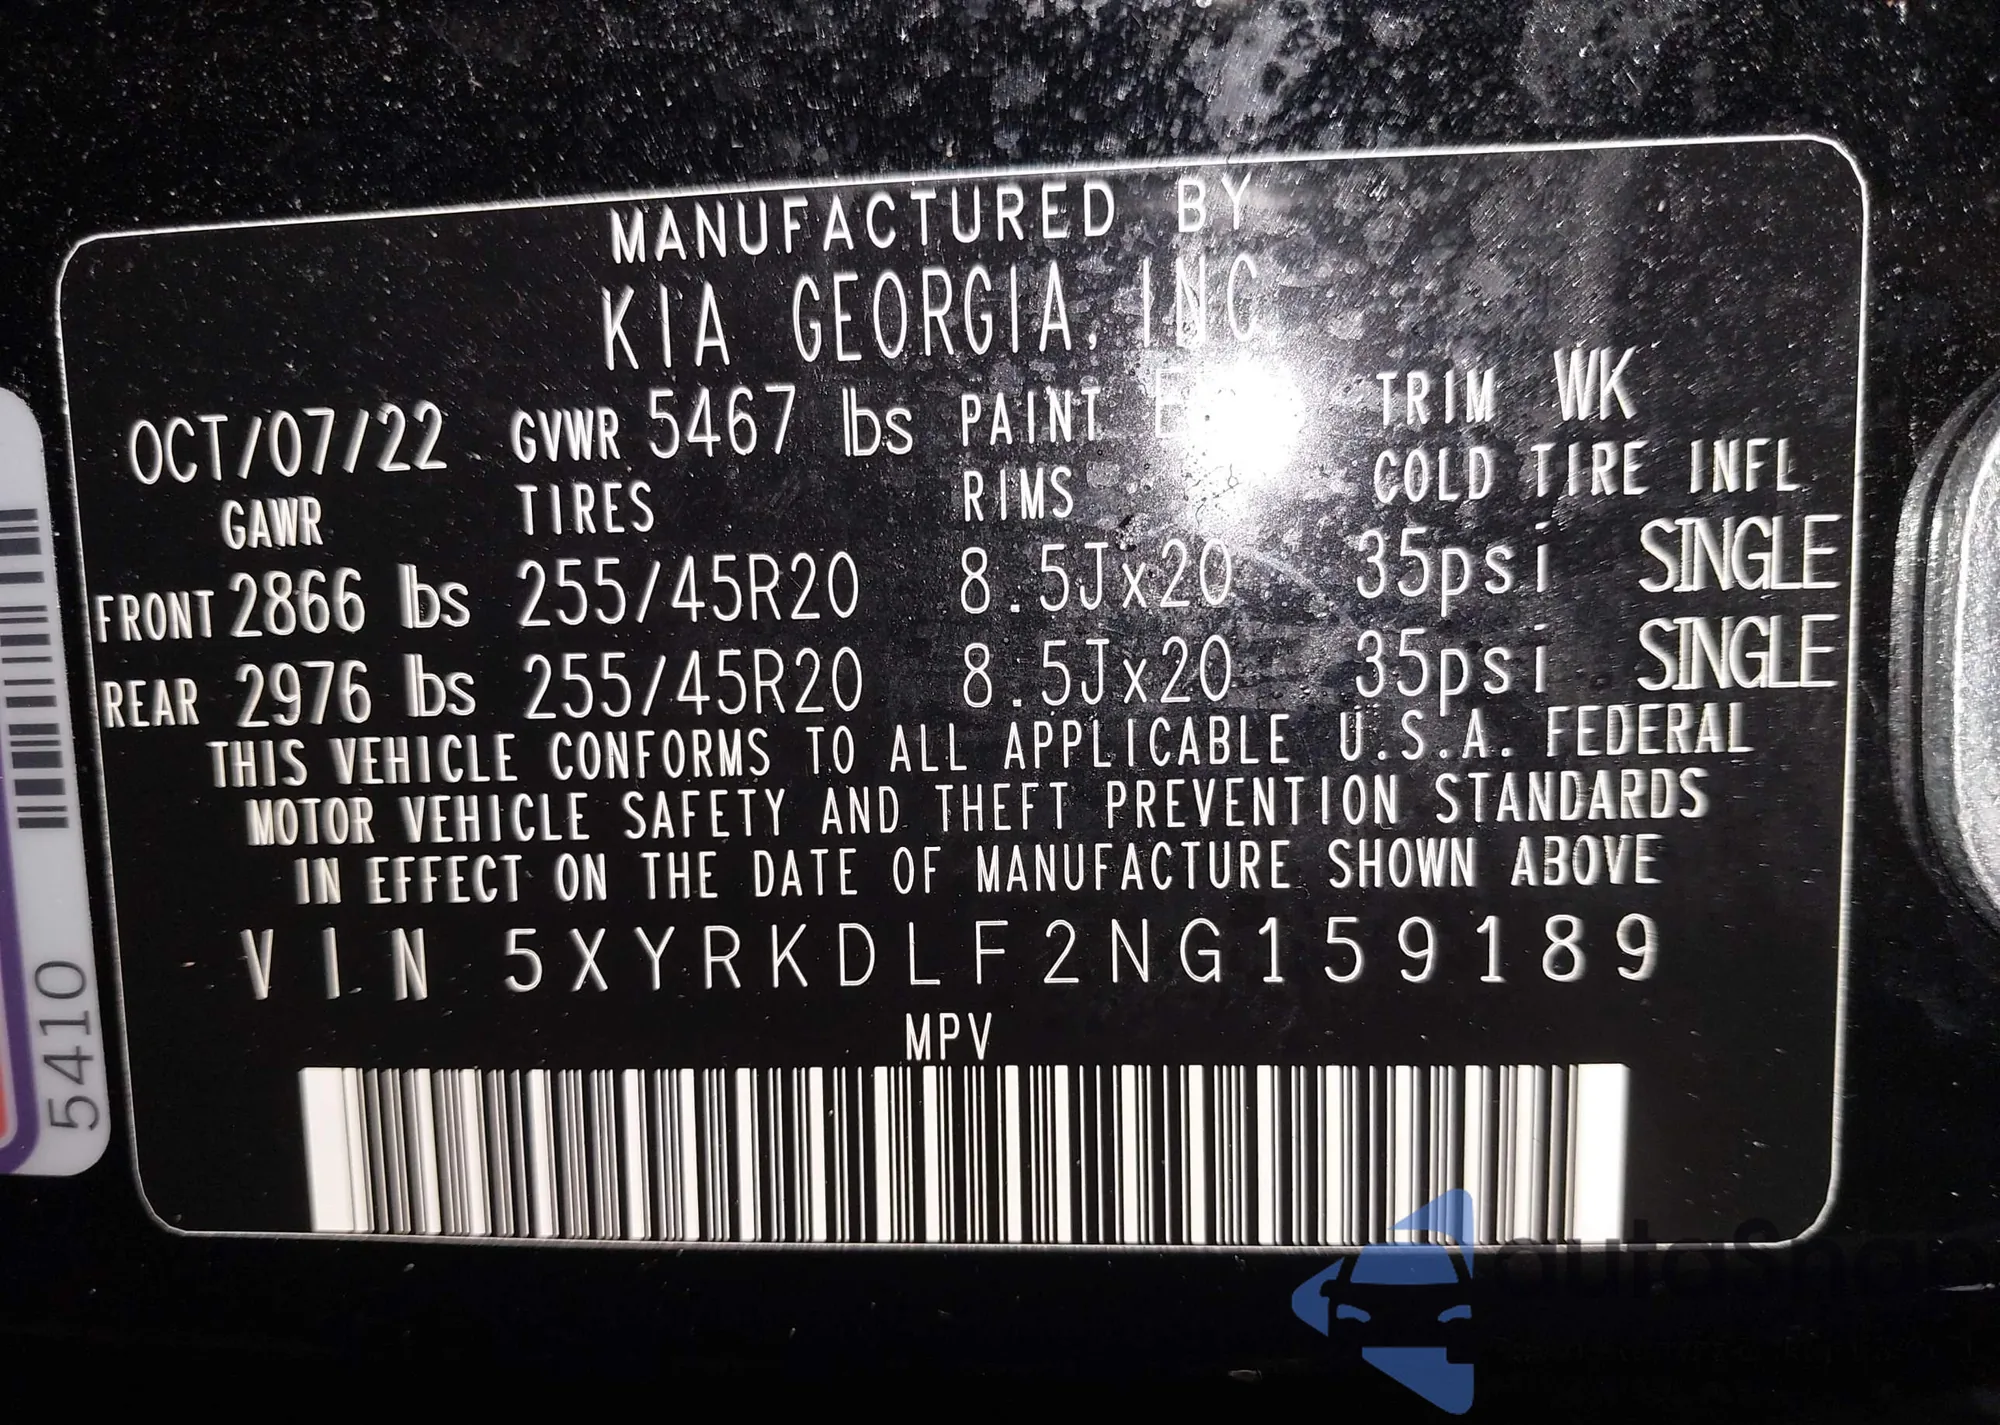 MANUFACTURED BY
KIA GEORGIA, INC
OCT/07/22 GVWR 5467 lbs PAINT TRIM WK
GAWR TIRES RIMS COLD TIRE INFL
FRONT 2866 lbs 255/45R20 8.5Jx20 35psi SINGLE
REAR 2976 lbs 255/45R20 8.5Jx20 35psi SINGLE
THIS VEHICLE CONFORMS TO ALL APPLICABLE U.S.A. FEDERAL
MOTOR VEHICLE SAFETY AND THEFT PREVENTION STANDARDS
IN EFFECT ON THE DATE OF MANUFACTURE SHOWN ABOVE
VIN 5XYRKDLF2NG159189
MPV
5410